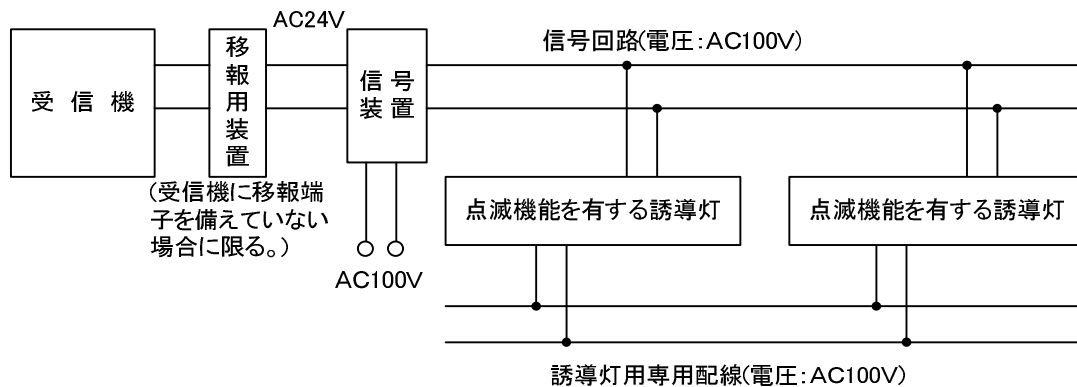 AC24V
信号回路(電圧:AC100V)
受信機
移報用装置
信号
装置
(受信機に移報端
子を備えていない
場合に限る。)
AC100V
点滅機能を有する誘導灯
点滅機能を有する誘導灯
誘導灯用専用配線(電圧:AC100V)